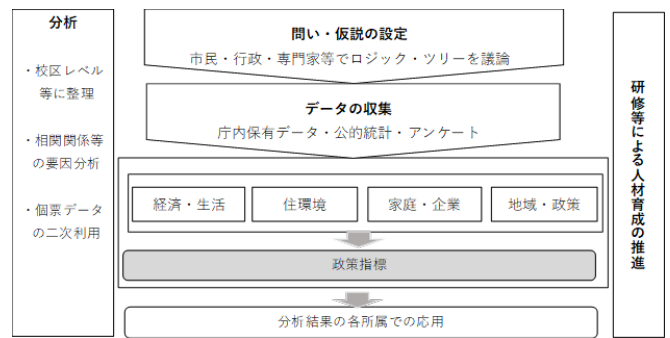 分析
・校区レベル
等に整理
・相関関係等
の要因分析
・個票データ
の二次利用
問い・仮説の設定
市民・行政・専門家等でロジック・ツリーを議論
データの収集
庁内保有データ・公的統計・アンケート
経済・生活
住環境
家庭・企業
地域・政策
政策指標
分析結果の各所属での応用
研修等による人材育成の推進